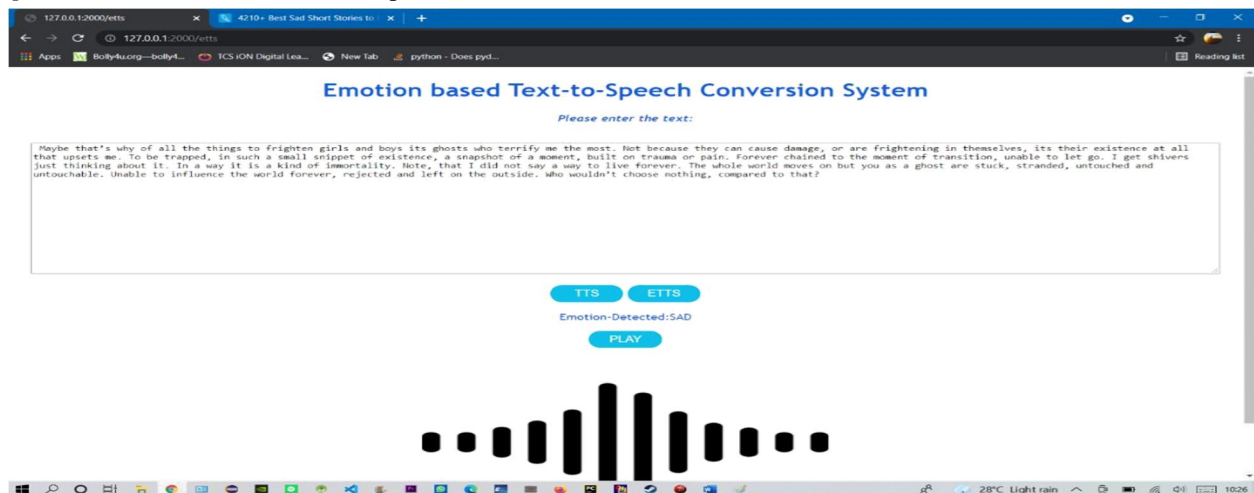 127.0.0.1:2000/etts
4210+ Best Sad Short Stories to
127.0.0.1:2000/etts
Apps
Bolly4u.org—bolly4...
TCS iON Digital Lea...
New Tab
python - Does pyd...
Reading list
Emotion based Text-to-Speech Conversion System
Please enter the text:
Maybe that's why of all the things to frighten girls and boys its ghosts who terrify me the most. Not because they can cause damage, or are frightening in themselves, its their existence at all
that upsets me. To be trapped, in such a small snippet of existence, a snapshot of a moment, built on trauma or pain. Forever chained to the moment of transition, unable to let go. I get shivers
just thinking about it. In a way it is a kind of immortality. Note, that I did not say a way to live forever. The whole world moves on but you as a ghost are stuck, stranded, untouched and
untouchable. Unable to influence the world forever, rejected and left on the outside. Who wouldn't choose nothing, compared to that?
TTS
ETTS
Emotion-Detected:SAD
PLAY
28°C Light rain
10:26